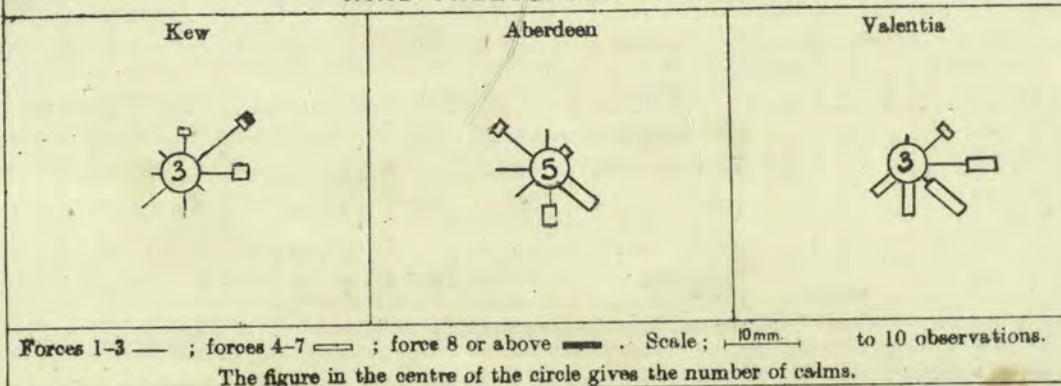 Kew Aberdeen Valentia
3 5 3
Forces 1-3 — ; forces 4-7 ▭ ; force 8 or above ▬ . Scale ; 10mm. to 10 observations.
The figure in the centre of the circle gives the number of calms.